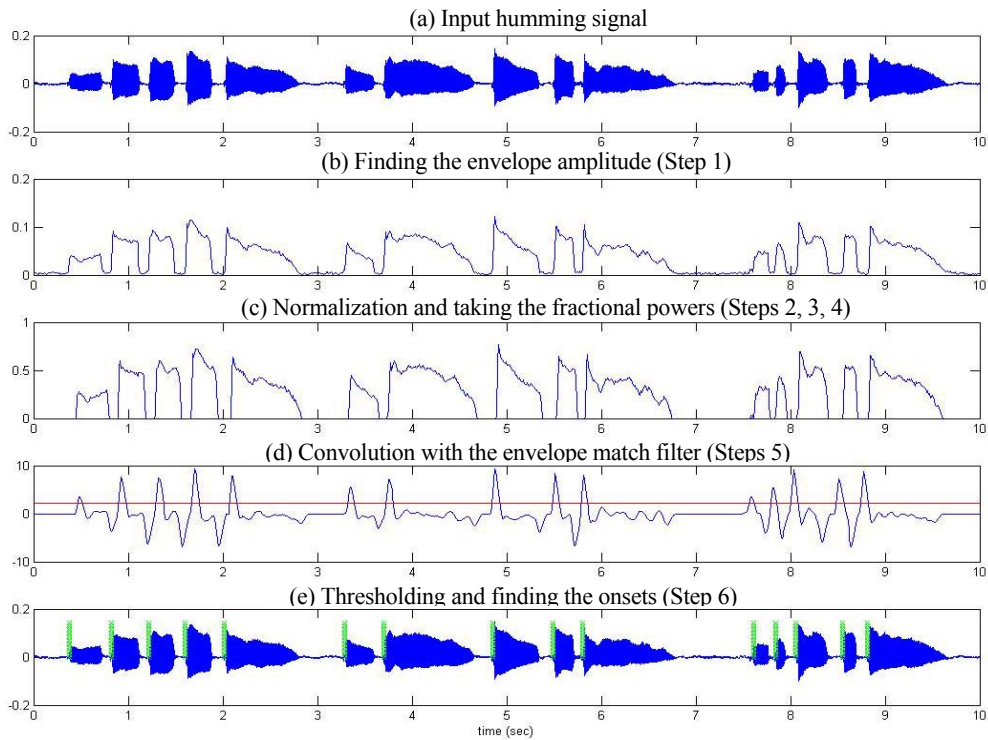 (a) Input humming signal
0.2
0
-0.2
0 1 2 3 4 5 6 7 8 9 10
(b) Finding the envelope amplitude (Step 1)
0.2
0.1
0
0 1 2 3 4 5 6 7 8 9 10
(c) Normalization and taking the fractional powers (Steps 2, 3, 4)
1
0.5
0
0 1 2 3 4 5 6 7 8 9 10
(d) Convolution with the envelope match filter (Steps 5)
10
0
-10
0 1 2 3 4 5 6 7 8 9 10
(e) Thresholding and finding the onsets (Step 6)
0.2
0
-0.2
0 1 2 3 4 5 6 7 8 9 10
time (sec)